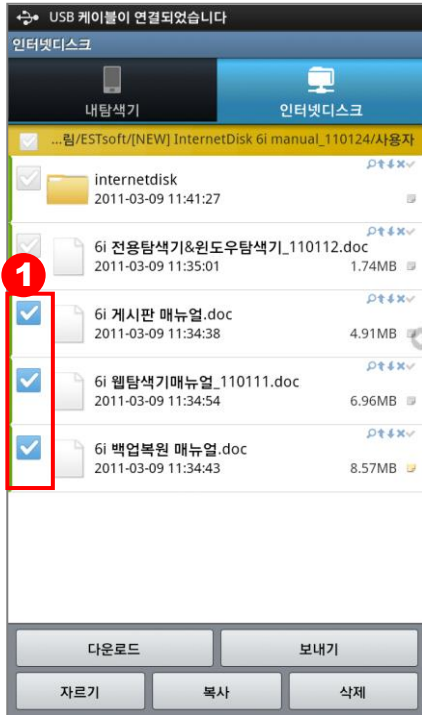 USB 케이블이 연결되었습니다
인터넷디스크
내탐색기
인터넷디스크
...림/ESTsoft/[NEW] InternetDisk 6i manual_110124/사용자
internetdisk
2011-03-09 11:41:27
6i 전용탐색기&윈도우탐색기_110112.doc
2011-03-09 11:35:01 1.74MB
1
6i 게시판 매뉴얼.doc
2011-03-09 11:34:38 4.91MB
6i 웹탐색기매뉴얼_110111.doc
2011-03-09 11:34:54 6.96MB
6i 백업복원 매뉴얼.doc
2011-03-09 11:34:43 8.57MB
다운로드 보내기
자르기 복사 삭제